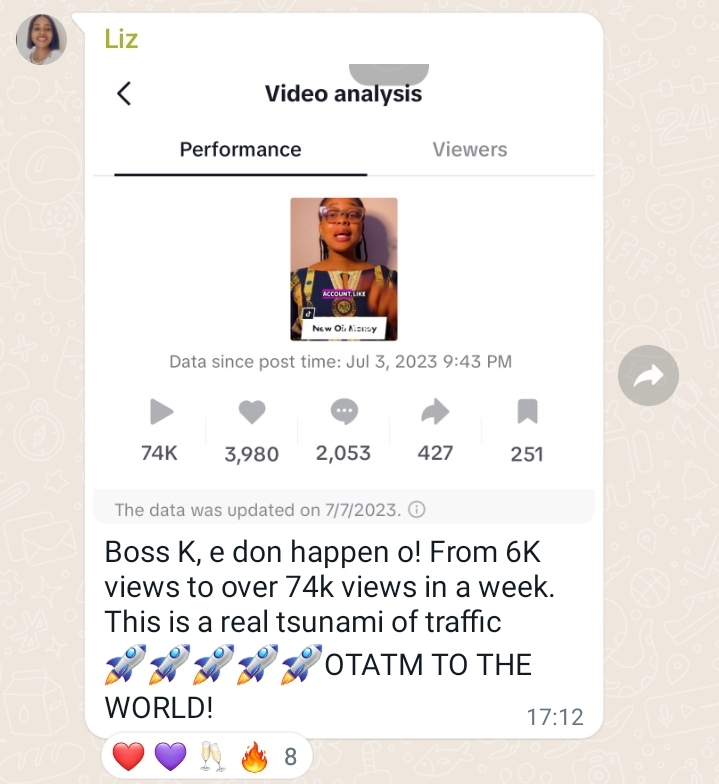 Liz
Video analysis
Performance Viewers
ACCOUNT, LIKE
Data since post time: Jul 3, 2023 9:43 PM
74K 3,980 2,053 427 251
The data was updated on 7/7/2023.
Boss K, e don happen o! From 6K
views to over 74k views in a week.
This is a real tsunami of traffic
🚀🚀🚀🚀🚀OTATM TO THE
WORLD!
17:12
❤️💜🥂🔥 8